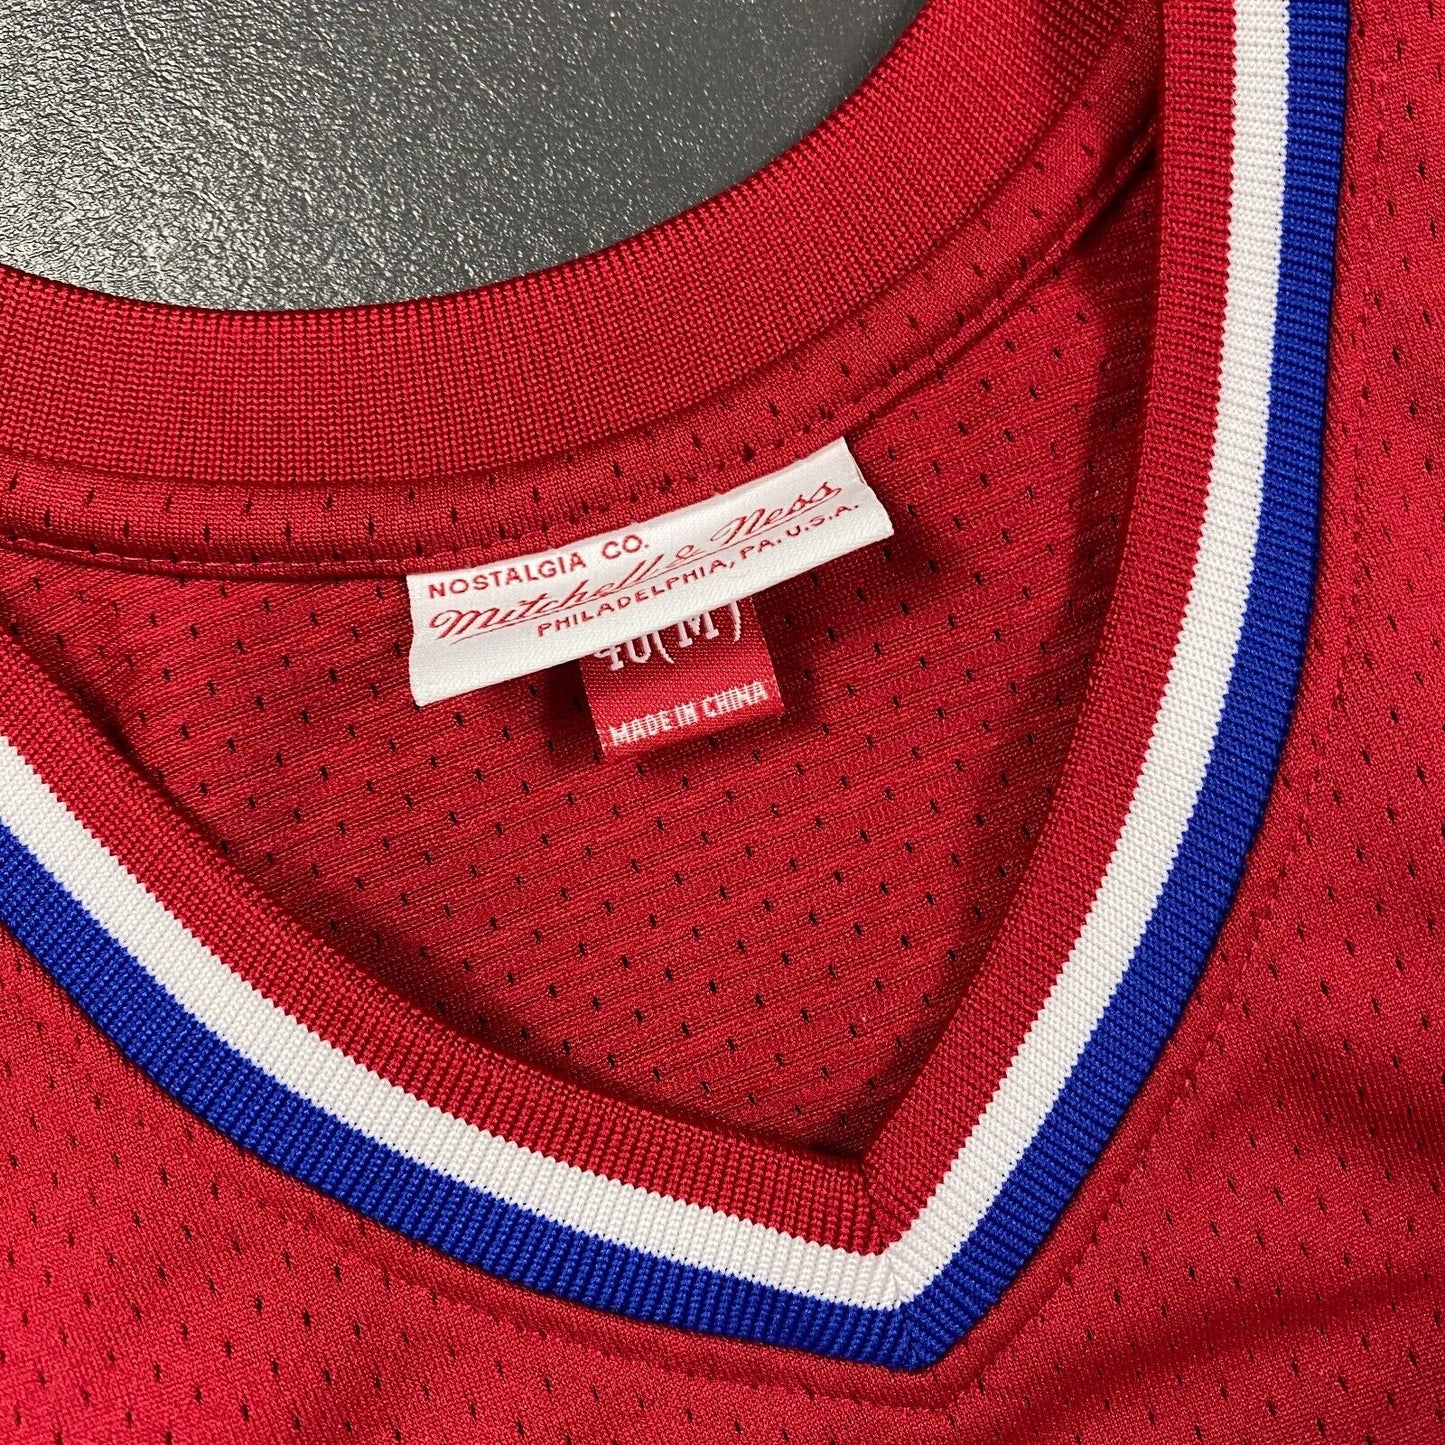 NOSTALGIA CO.
Mitchell & Ness
PHILADELPHIA, PA. U.S.A.
40(M)
MADE IN CHINA